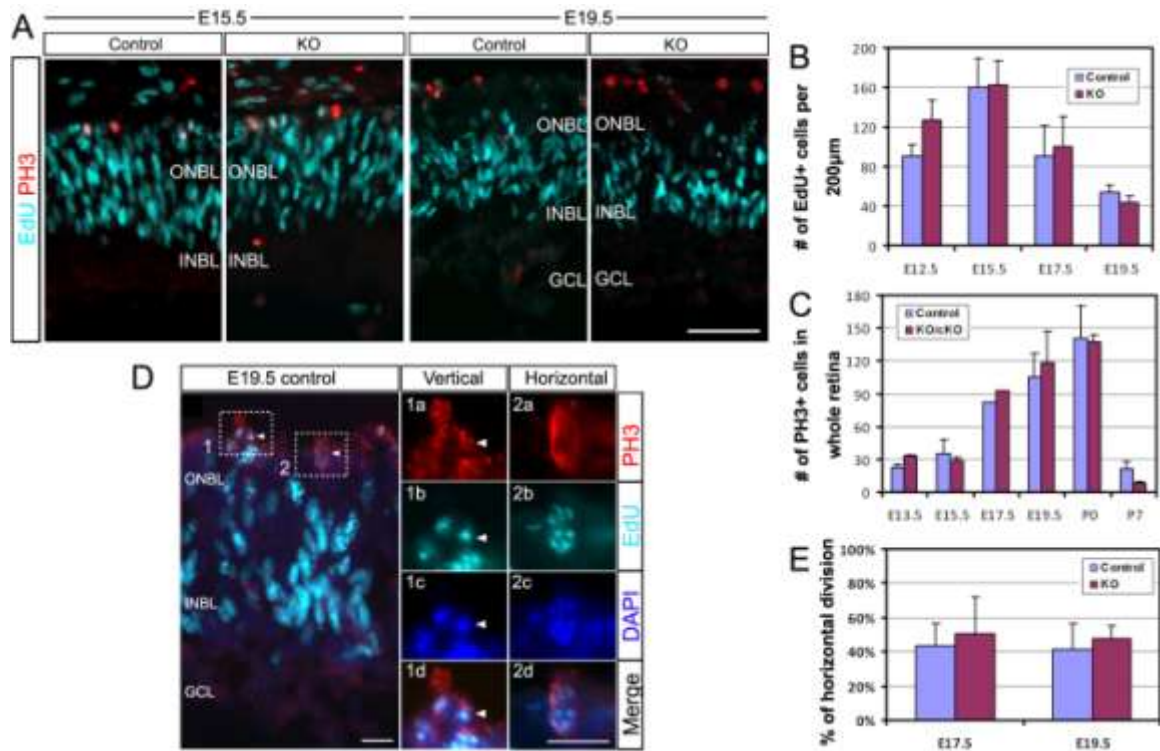 A
E15.5
E19.5
Control
KO
Control
KO
EdU PH3
ONBL
ONBL
INBL
INBL
ONBL
ONBL
INBL
INBL
GCL
GCL
B
# of EdU+ cells per
200µm
200
160
120
80
40
0
Control
KO
E12.5
E15.5
E17.5
E19.5
C
# of PH3+ cells in
whole retina
180
150
120
90
60
30
0
Control
KO/cKO
E13.5
E15.5
E17.5
E19.5
P0
P7
D
E19.5 control
Vertical
Horizontal
1
2
ONBL
INBL
GCL
1a
2a
PH3
1b
2b
EdU
1c
2c
DAPI
1d
2d
Merge
E
% of horizontal division
100%
80%
60%
40%
20%
0%
Control
KO
E17.5
E19.5